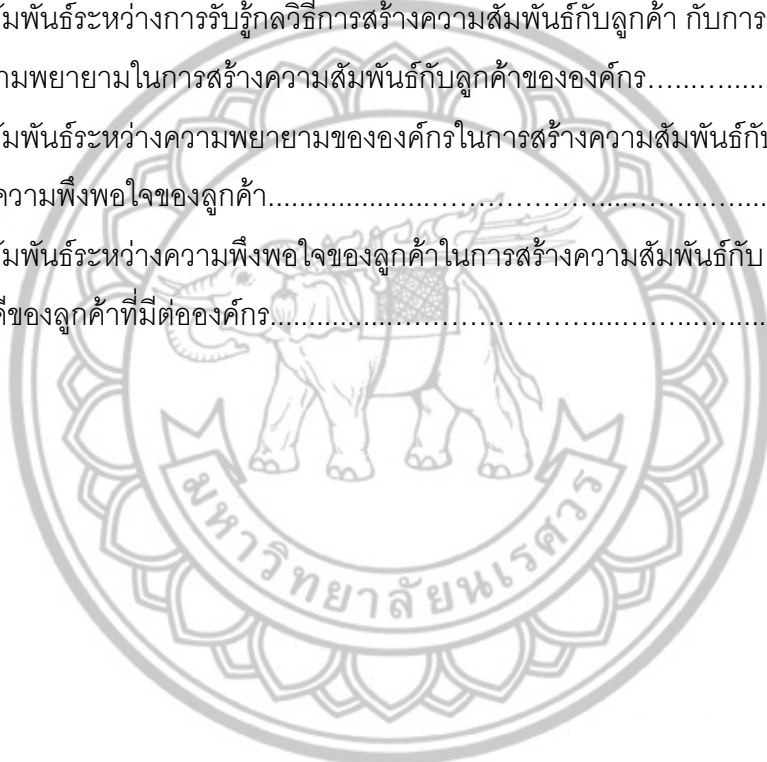 สัมพันธ์ระหว่างการรับรู้กลวิธีการสร้างความสัมพันธ์กับลูกค้า กับการ
ามพยายามในการสร้างความสัมพันธ์กับลูกค้าขององค์กร…...…....
สัมพันธ์ระหว่างความพยายามขององค์กรในการสร้างความสัมพันธ์กับ
ความพึงพอใจของลูกค้า.....................………………....……..…....
สัมพันธ์ระหว่างความพึงพอใจของลูกค้าในการสร้างความสัมพันธ์กับ
ดีของลูกค้าที่มีต่อองค์กร...............…………………....……..…......
มหาวิทยาลัยนเรศวร